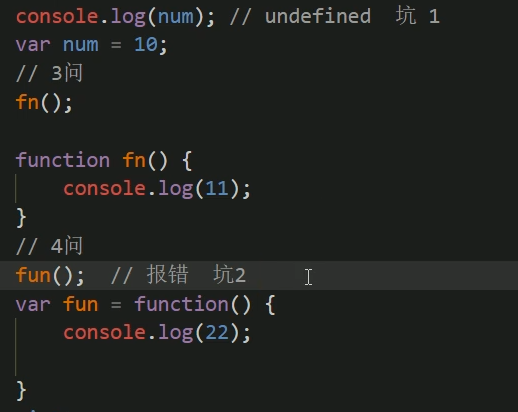 console.log(num); // undefined 坑 1
var num = 10;
// 3问
fn();
function fn() {
console.log(11);
}
// 4问
fun(); // 报错 坑2
var fun = function() {
console.log(22);
}